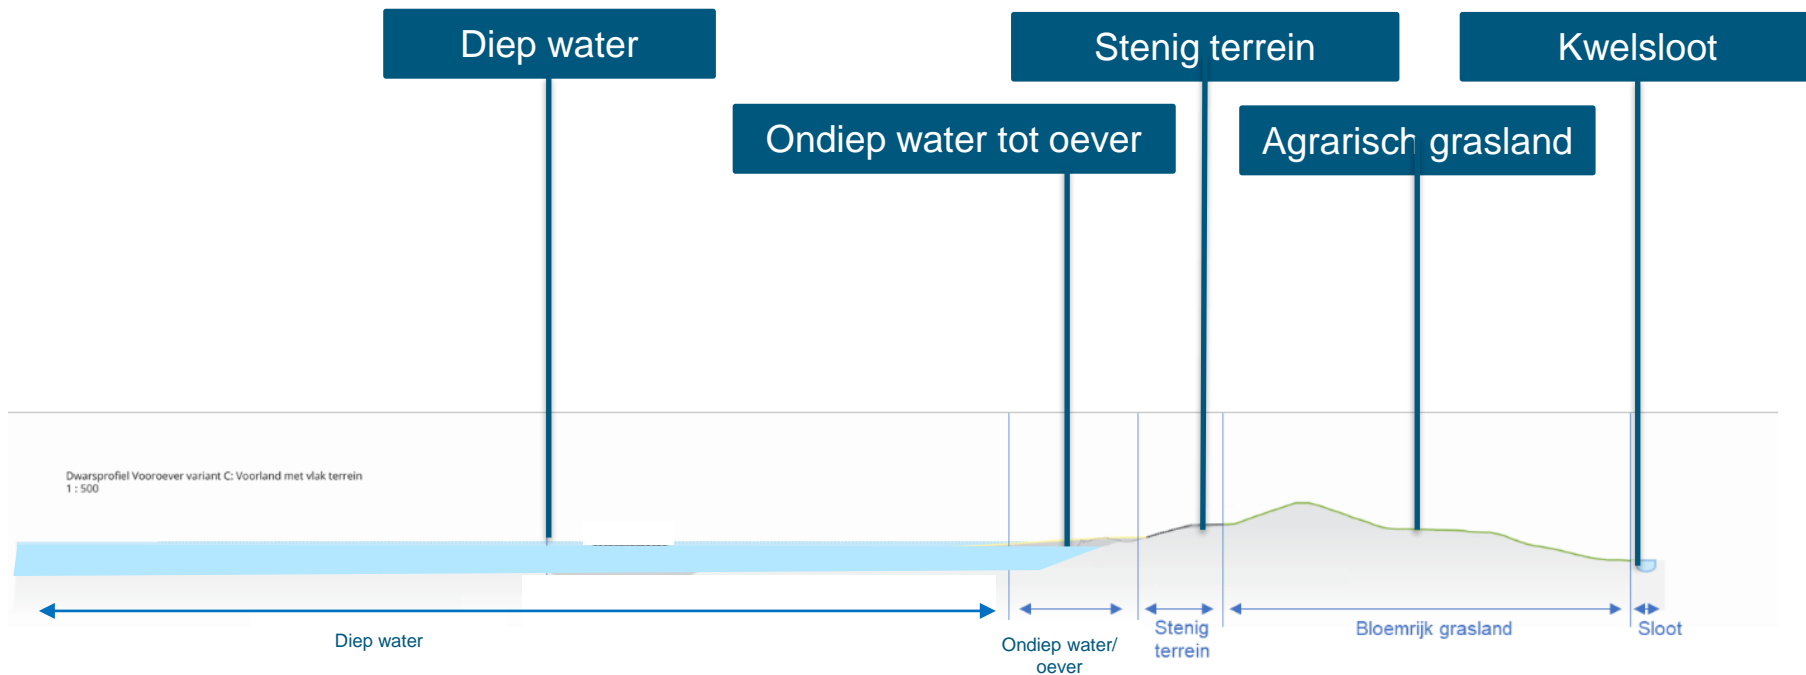 Diep water
Stenig terrein
Kwelsloot
Ondiep water tot oever
Agrarisch grasland
Dwarsprofiel Vooroever variant C: Voorland met vlak terrein
1 : 500
Diep water
Ondiep water/
oever
Stenig
terrein
Bloemrijk grasland
Sloot